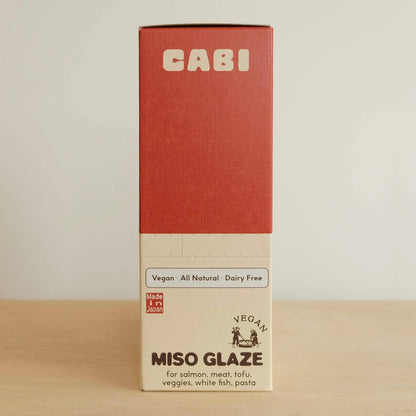 CABI
Vegan · All Natural · Dairy Free
Made
in
Japan
VEGAN
MISO GLAZE
for salmon, meat, tofu,
veggies, white fish, pasta